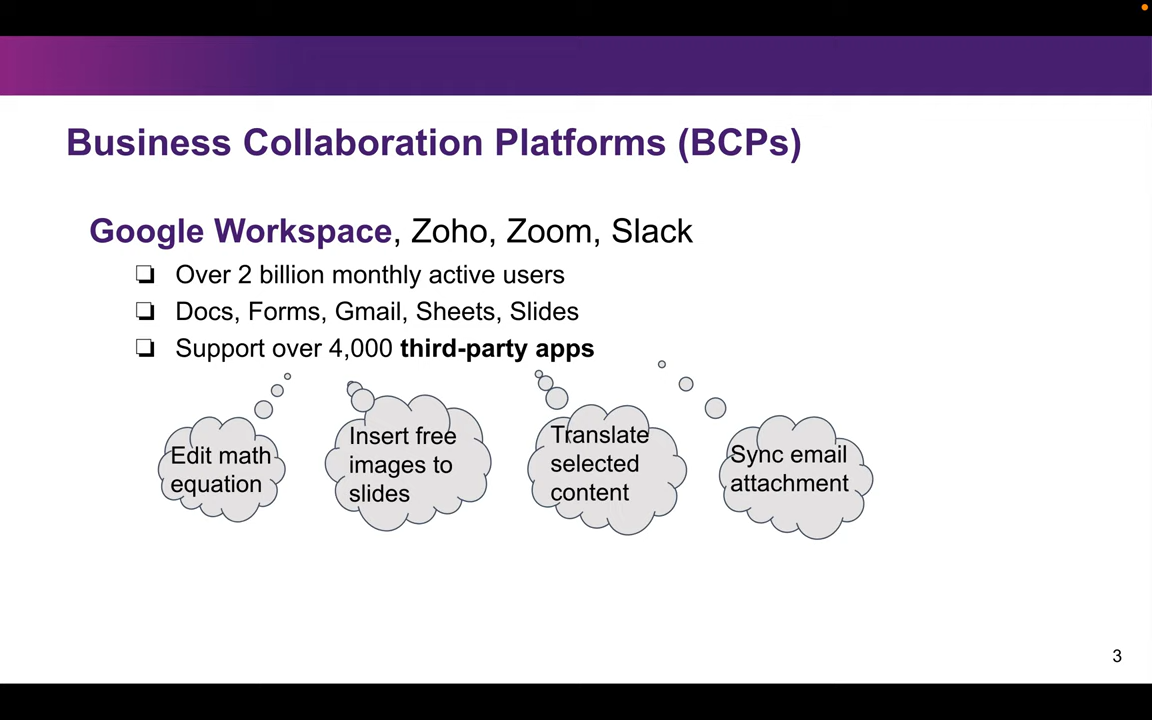 Business Collaboration Platforms (BCPs)
Google Workspace, Zoho, Zoom, Slack
❏ Over 2 billion monthly active users
❏ Docs, Forms, Gmail, Sheets, Slides
❏ Support over 4,000 third-party apps
Edit math
equation
Insert free
images to
slides
Translate
selected
content
Sync email
attachment
3